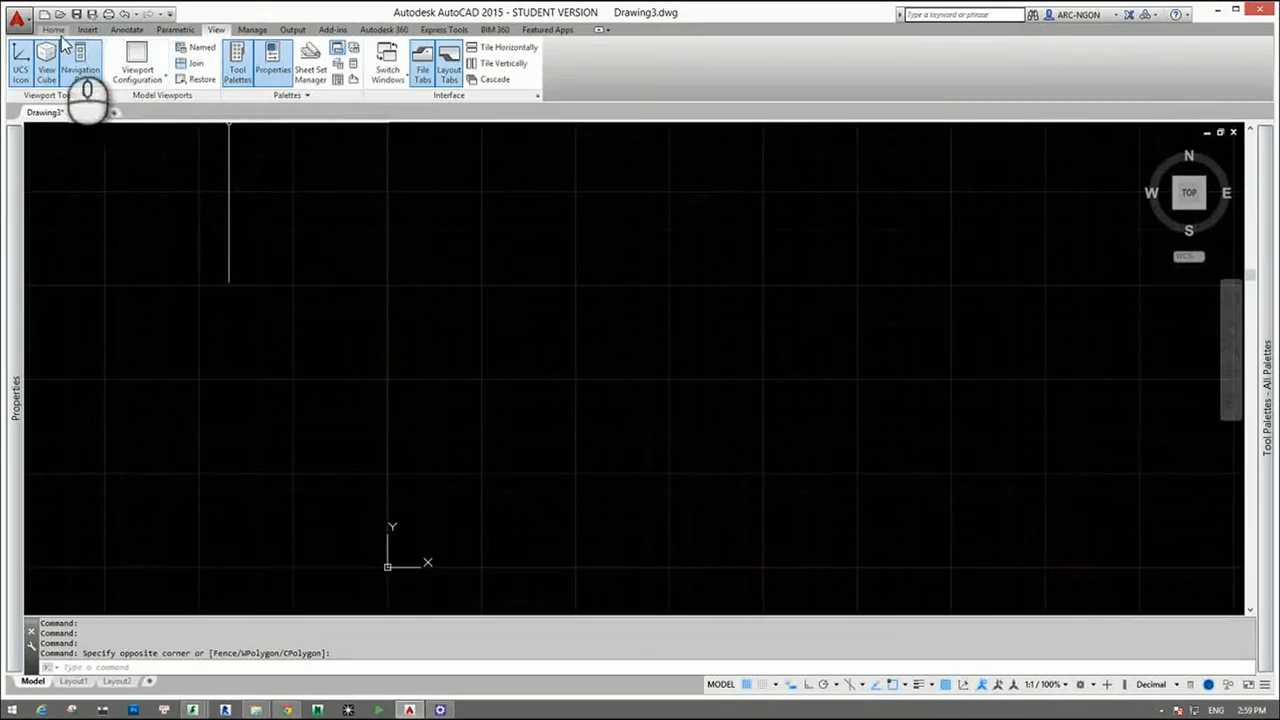 Autodesk AutoCAD 2015 - STUDENT VERSION Drawing3.dwg
Type a keyword or phrase
ARC-NGON
Home Insert Annotate Parametric View Manage Output Add-ins Autodesk 360 Express Tools BIM 360 Featured Apps
UCS Icon
View Cube
Navigation
Viewport Configuration
Named
Join
Restore
Tool Palettes
Properties
Sheet Set Manager
Switch Windows
File Tabs
Layout Tabs
Tile Horizontally
Tile Vertically
Cascade
Viewport Too
Model Viewports
Palettes
Interface
Drawing3*
N
W
TOP
E
S
WCS
Properties
Tool Palettes - All Palettes
Y
X
Command:
Command:
Command:
Command: Specify opposite corner or [Fence/WPolygon/CPolygon]:
Type a command
Model Layout1 Layout2
MODEL
1:1 / 100%
Decimal
ENG 2:59 PM